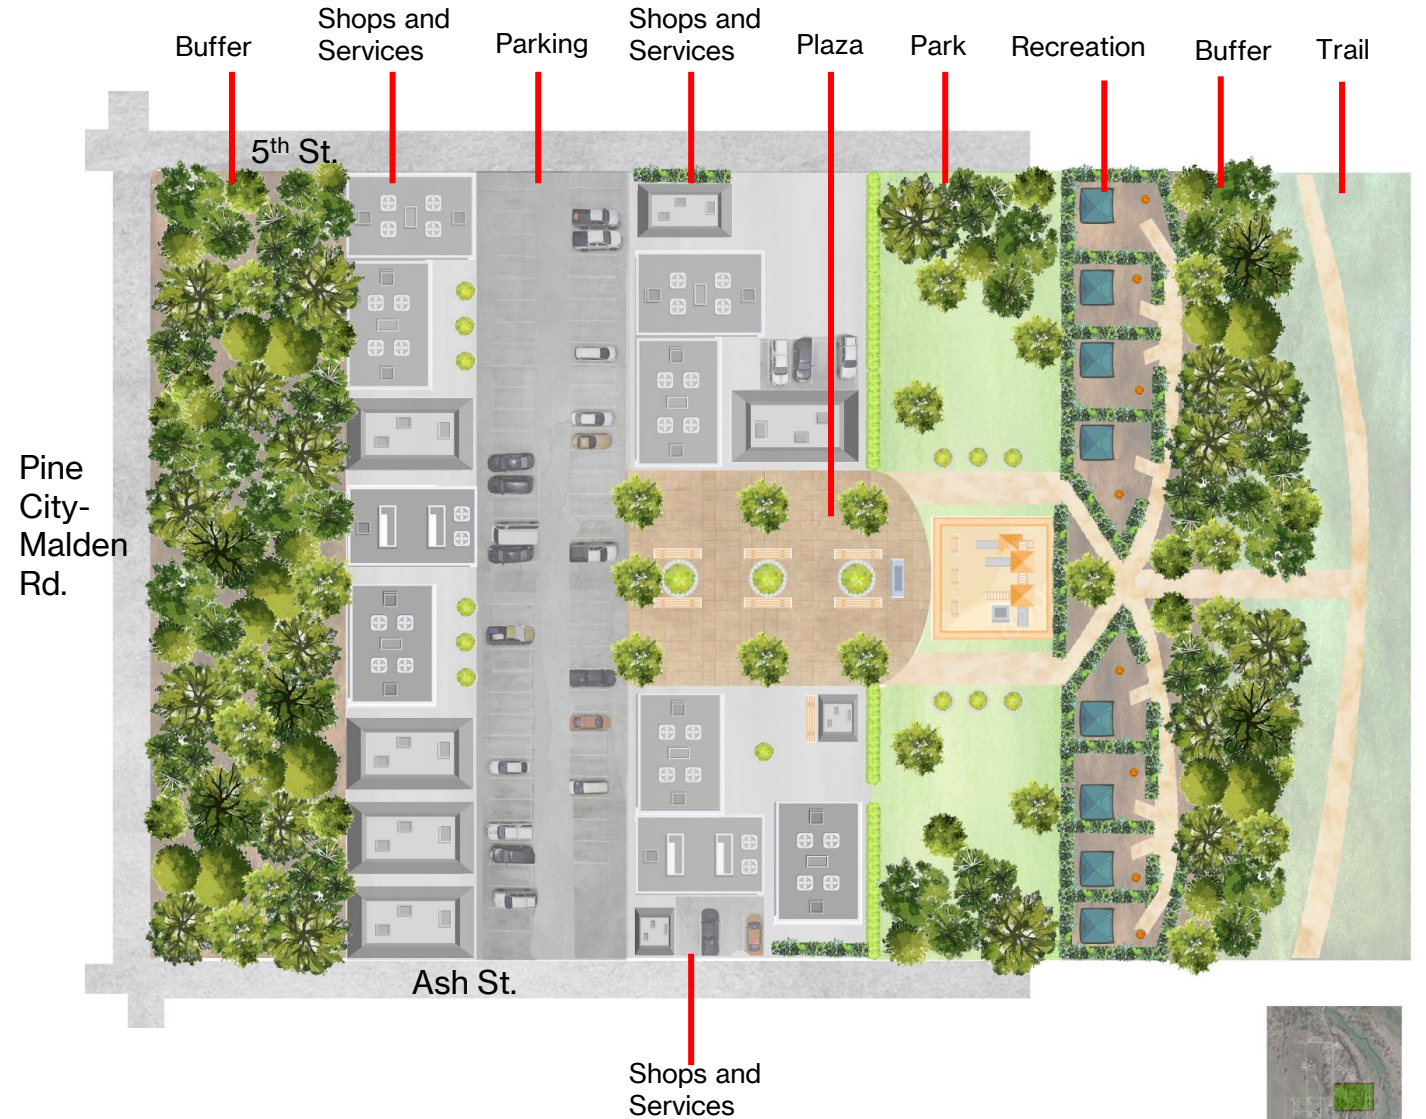 Buffer
Shops and
Services
Parking
Shops and
Services
Plaza
Park
Recreation
Buffer
Trail
5th St.
Pine
City-
Malden
Rd.
Ash St.
Shops and
Services